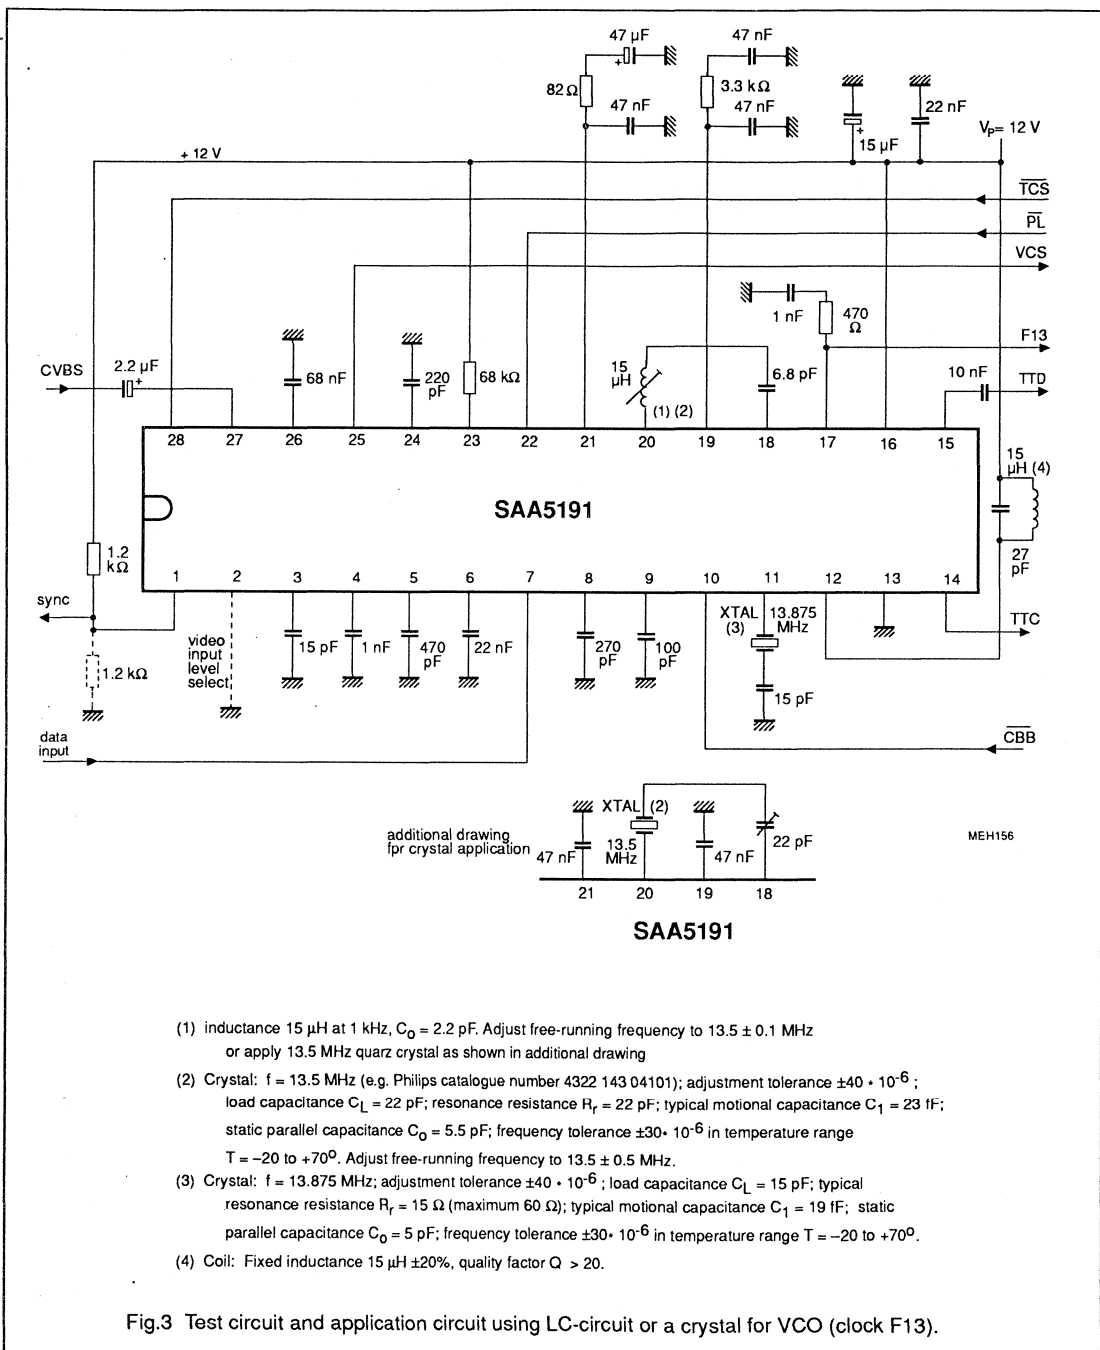 47 µF
+
82 Ω
47 nF
47 nF
3.3 kΩ
47 nF
+
15 µF
22 nF
Vp= 12 V
+ 12 V
TCS
PL
VCS
1 nF
470
Ω
F13
CVBS
2.2 µF
+
68 nF
220
pF
68 kΩ
15
µH
(1) (2)
6.8 pF
10 nF
TTD
28 27 26 25 24 23 22 21 20 19 18 17 16 15
15
µH (4)
27
pF
SAA5191
1.2
kΩ
1 2 3 4 5 6 7 8 9 10 11 12 13 14
sync
1.2 kΩ
video
input
level
select
15 pF
1 nF
470
pF
22 nF
270
pF
100
pF
XTAL
(3)
13.875
MHz
15 pF
TTC
CBB
data
input
additional drawing
fpr crystal application
47 nF
XTAL (2)
13.5
MHz
47 nF
22 pF
MEH156
21 20 19 18
SAA5191
(1) inductance 15 µH at 1 kHz, C₀ = 2.2 pF. Adjust free-running frequency to 13.5 ± 0.1 MHz
or apply 13.5 MHz quarz crystal as shown in additional drawing
(2) Crystal: f = 13.5 MHz (e.g. Philips catalogue number 4322 143 04101); adjustment tolerance ±40 • 10⁻⁶ ;
load capacitance C_L = 22 pF; resonance resistance R_r = 22 pF; typical motional capacitance C₁ = 23 fF;
static parallel capacitance C₀ = 5.5 pF; frequency tolerance ±30• 10⁻⁶ in temperature range
T = −20 to +70°. Adjust free-running frequency to 13.5 ± 0.5 MHz.
(3) Crystal: f = 13.875 MHz; adjustment tolerance ±40 • 10⁻⁶ ; load capacitance C_L = 15 pF; typical
resonance resistance R_r = 15 Ω (maximum 60 Ω); typical motional capacitance C₁ = 19 fF; static
parallel capacitance C₀ = 5 pF; frequency tolerance ±30• 10⁻⁶ in temperature range T = −20 to +70°.
(4) Coil: Fixed inductance 15 µH ±20%, quality factor Q > 20.
Fig.3 Test circuit and application circuit using LC-circuit or a crystal for VCO (clock F13).